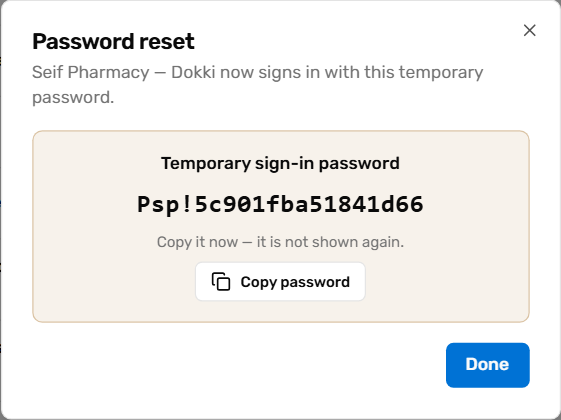 Password reset
Seif Pharmacy — Dokki now signs in with this temporary
password.
Temporary sign-in password
Psp!5c901fba51841d66
Copy it now — it is not shown again.
Copy password
Done